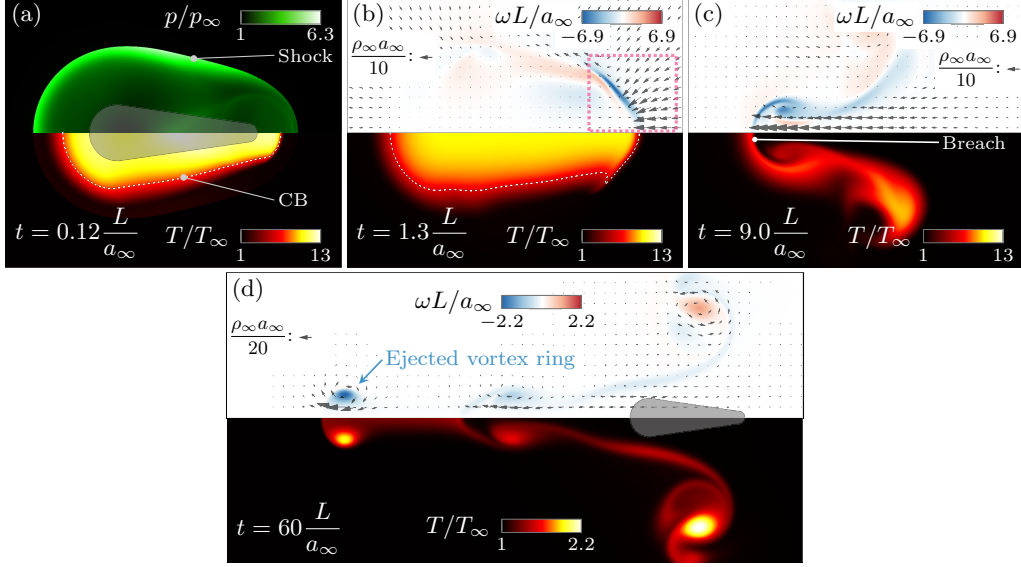 (a)
p/p∞
1
6.3
Shock
CB
t = 0.12 L/a∞
T/T∞
1
13
(b)
ωL/a∞
−6.9
6.9
ρ∞a∞/10:
t = 1.3 L/a∞
T/T∞
1
13
(c)
ωL/a∞
−6.9
6.9
ρ∞a∞/10:
Breach
t = 9.0 L/a∞
T/T∞
1
13
(d)
ωL/a∞
−2.2
2.2
ρ∞a∞/20:
Ejected vortex ring
t = 60 L/a∞
T/T∞
1
2.2